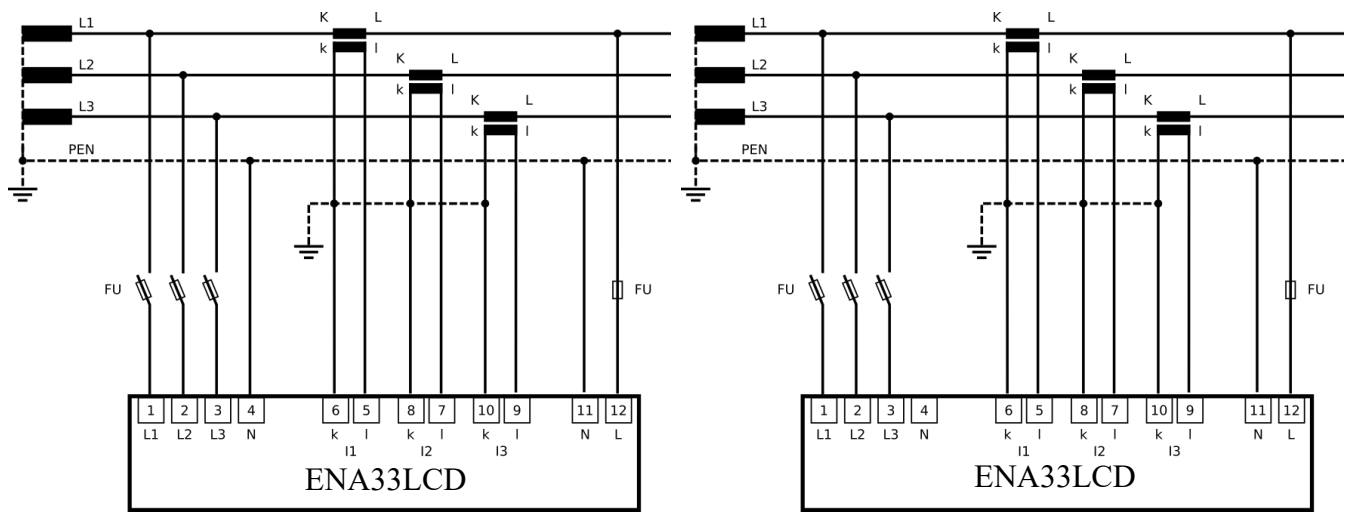 K L K L
L1 L1
k l k l
K L K L
L2 L2
k l k l
K L K L
L3 L3
k l k l
PEN PEN
FU FU FU FU
1 2 3 4 6 5 8 7 10 9 11 12 1 2 3 4 6 5 8 7 10 9 11 12
L1 L2 L3 N k l k l k l N L L1 L2 L3 N k l k l k l N L
I1 I2 I3 I1 I2 I3
ENA33LCD ENA33LCD